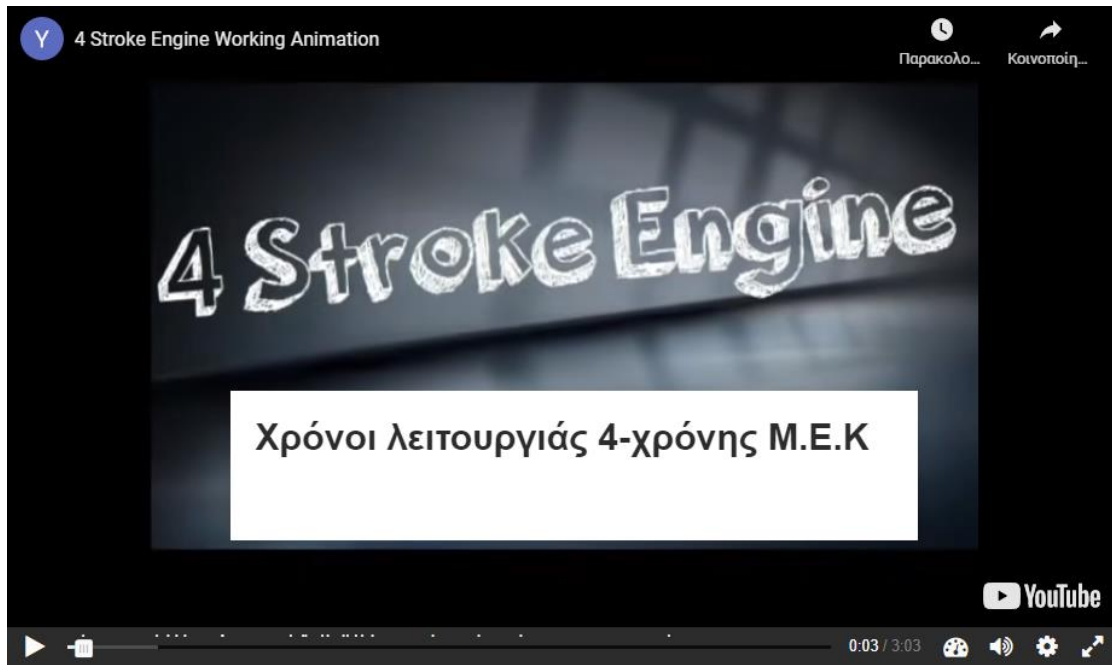 Y
4 Stroke Engine Working Animation
Παρακολο...
Κοινοποίη...
4 Stroke Engine
Χρόνοι λειτουργιάς 4-χρόνης Μ.Ε.Κ
YouTube
0:03 / 3:03